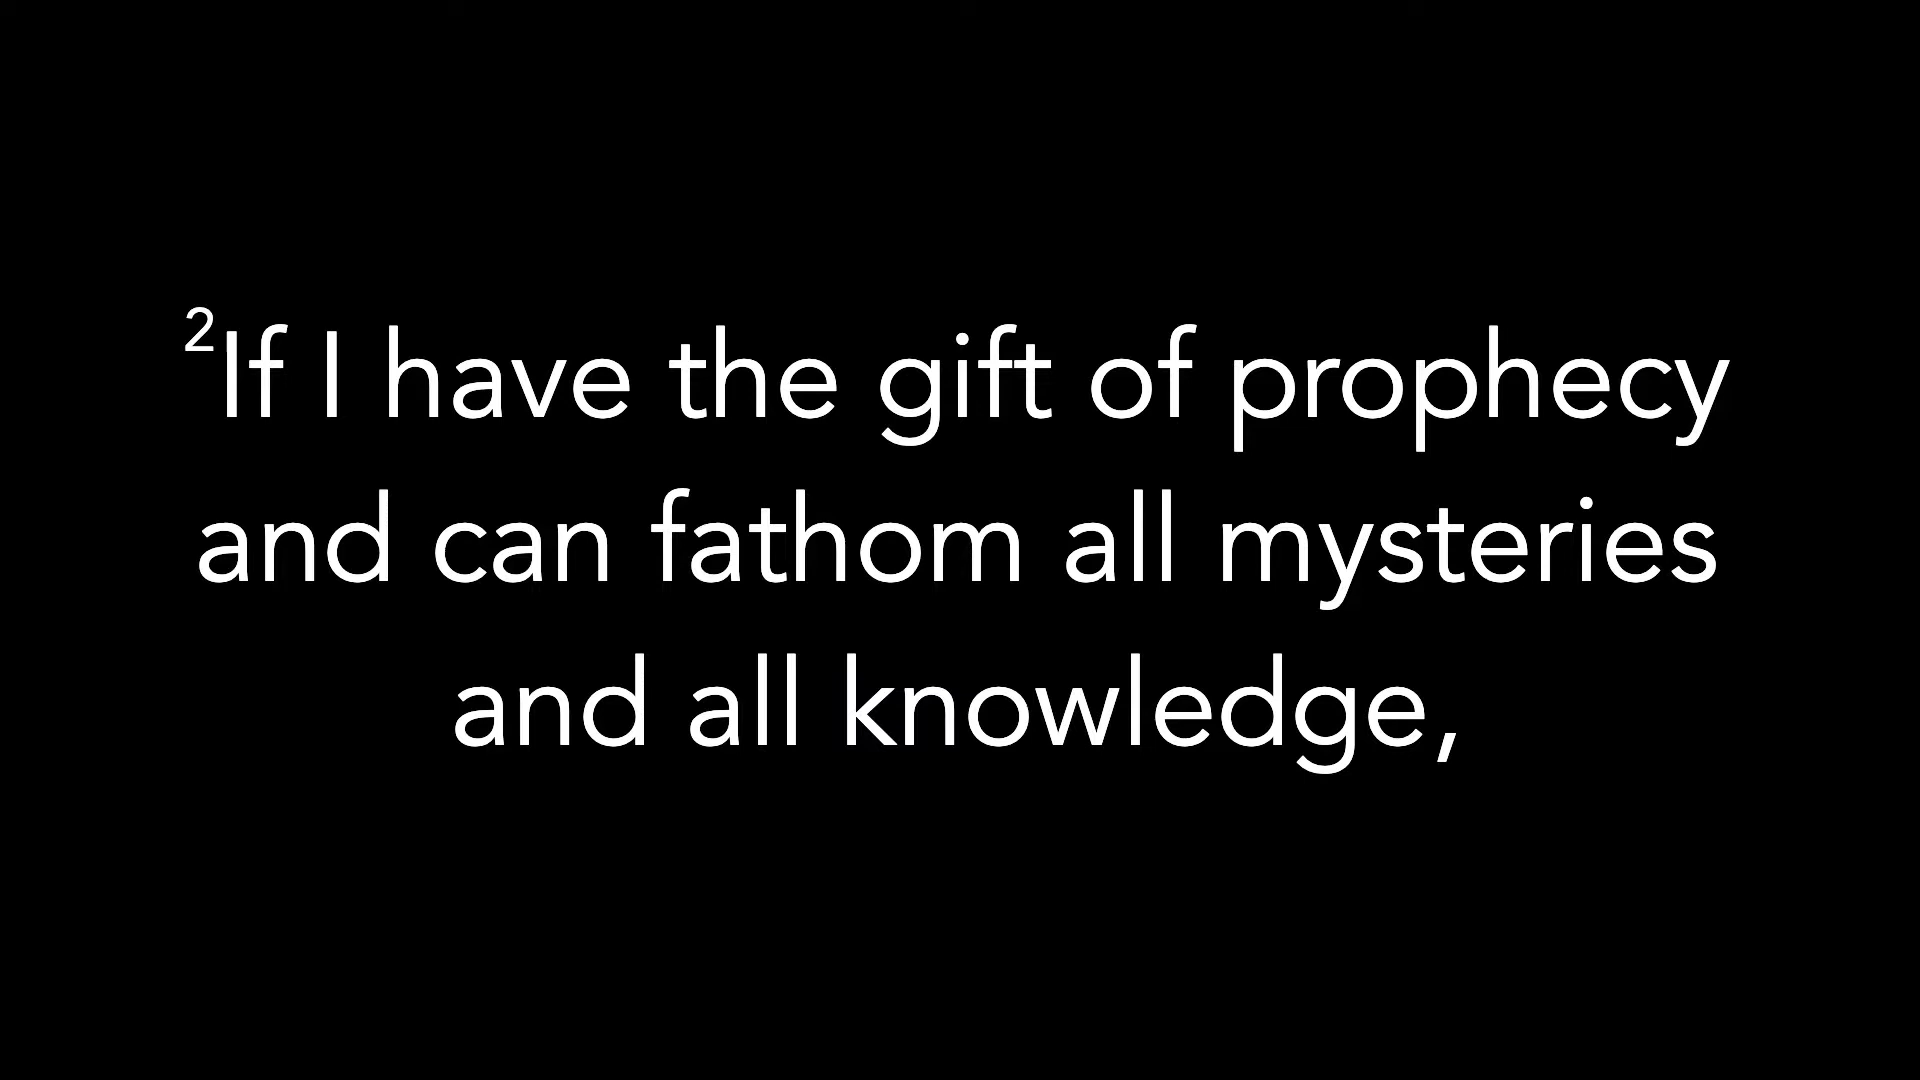 ²If I have the gift of prophecy
and can fathom all mysteries
and all knowledge,